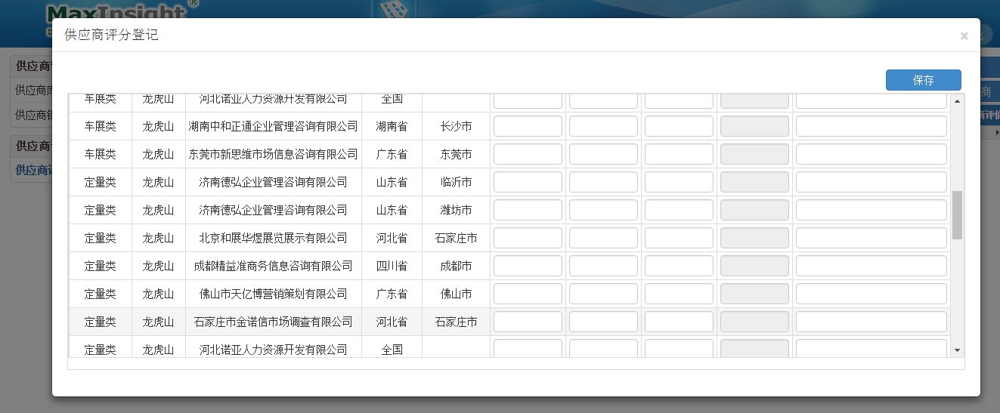 MaxInsight®
供应商评分登记
×
保存
车展类 龙虎山 河北诺亚人力资源开发有限公司 全国
车展类 龙虎山 湖南中和正通企业管理咨询有限公司 湖南省 长沙市
车展类 龙虎山 东莞市新思维市场信息咨询有限公司 广东省 东莞市
定量类 龙虎山 济南德弘企业管理咨询有限公司 山东省 临沂市
定量类 龙虎山 济南德弘企业管理咨询有限公司 山东省 潍坊市
定量类 龙虎山 北京和展华煜展览展示有限公司 河北省 石家庄市
定量类 龙虎山 成都精益准商务信息咨询有限公司 四川省 成都市
定量类 龙虎山 佛山市天亿博营销策划有限公司 广东省 佛山市
定量类 龙虎山 石家庄市金诺信市场调查有限公司 河北省 石家庄市
定量类 龙虎山 河北诺亚人力资源开发有限公司 全国
供应商
供应商
供应商
供应商
供应商
商
商评价